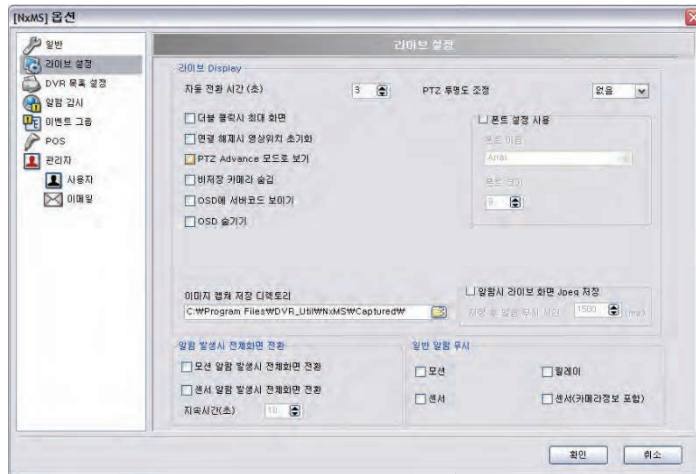 [NxMS] 옵션
일반
라이브 설정
DVR 목록 설정
알람 감시
이벤트 그룹
POS
관리자
사용자
이메일
라이브 설정
라이브 Display
자동 전환 시간 (초)
3
PTZ 투명도 조정
없음
더블 클릭시 최대 화면
연결 해제시 영상위치 초기화
PTZ Advance 모드로 보기
비저장 카메라 숨김
OSD에 서버코드 보이기
OSD 숨기기
폰트 설정 사용
폰트 이름
Arial
폰트 크기
9
이미지 캡쳐 저장 디렉토리
C:₩Program Files₩DVR_Util₩NxMS₩Captured₩
알람시 라이브 화면 Jpeg 저장
저장 후 알람 무시 시간
1500
(ms)
알람 발생시 전체화면 전환
모션 알람 발생시 전체화면 전환
센서 알람 발생시 전체화면 전환
지속시간(초)
10
일반 알람 무시
모션
릴레이
센서
센서(카메라정보 포함)
확인
취소